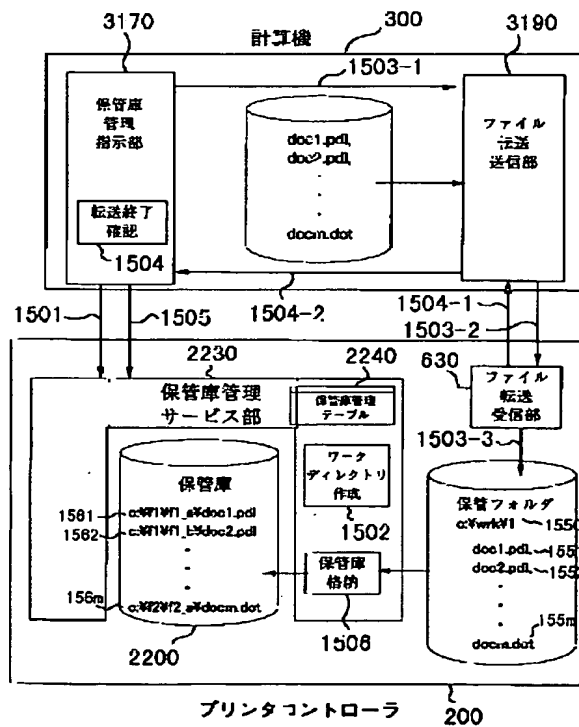 計算機
300
3170
3190
1503-1
保管庫
管理
指示部
doc1.pdl,
doc2.pdl,
docm.dot
ファイル
転送
送信部
転送終了
確認
1504
1504-2
1501
1505
1504-1
1503-2
2230
2240
630
保管庫管理
サービス部
保管庫管理
テーブル
ファイル
転送
受信部
1503-3
保管庫
ワーク
ディレクトリ
作成
1502
保管フォルダ
c:¥wrk¥1
1550
1561
c:¥f1¥f1_a¥doc1.pdl
1562
c:¥f1¥f1_b¥doc2.pdl
doc1.pdl,
doc2.pdl,
保管庫
格納
1506
156m
c:¥f2¥f2_a¥docm.dot
155m
docm.dot
2200
プリンタコントローラ
200